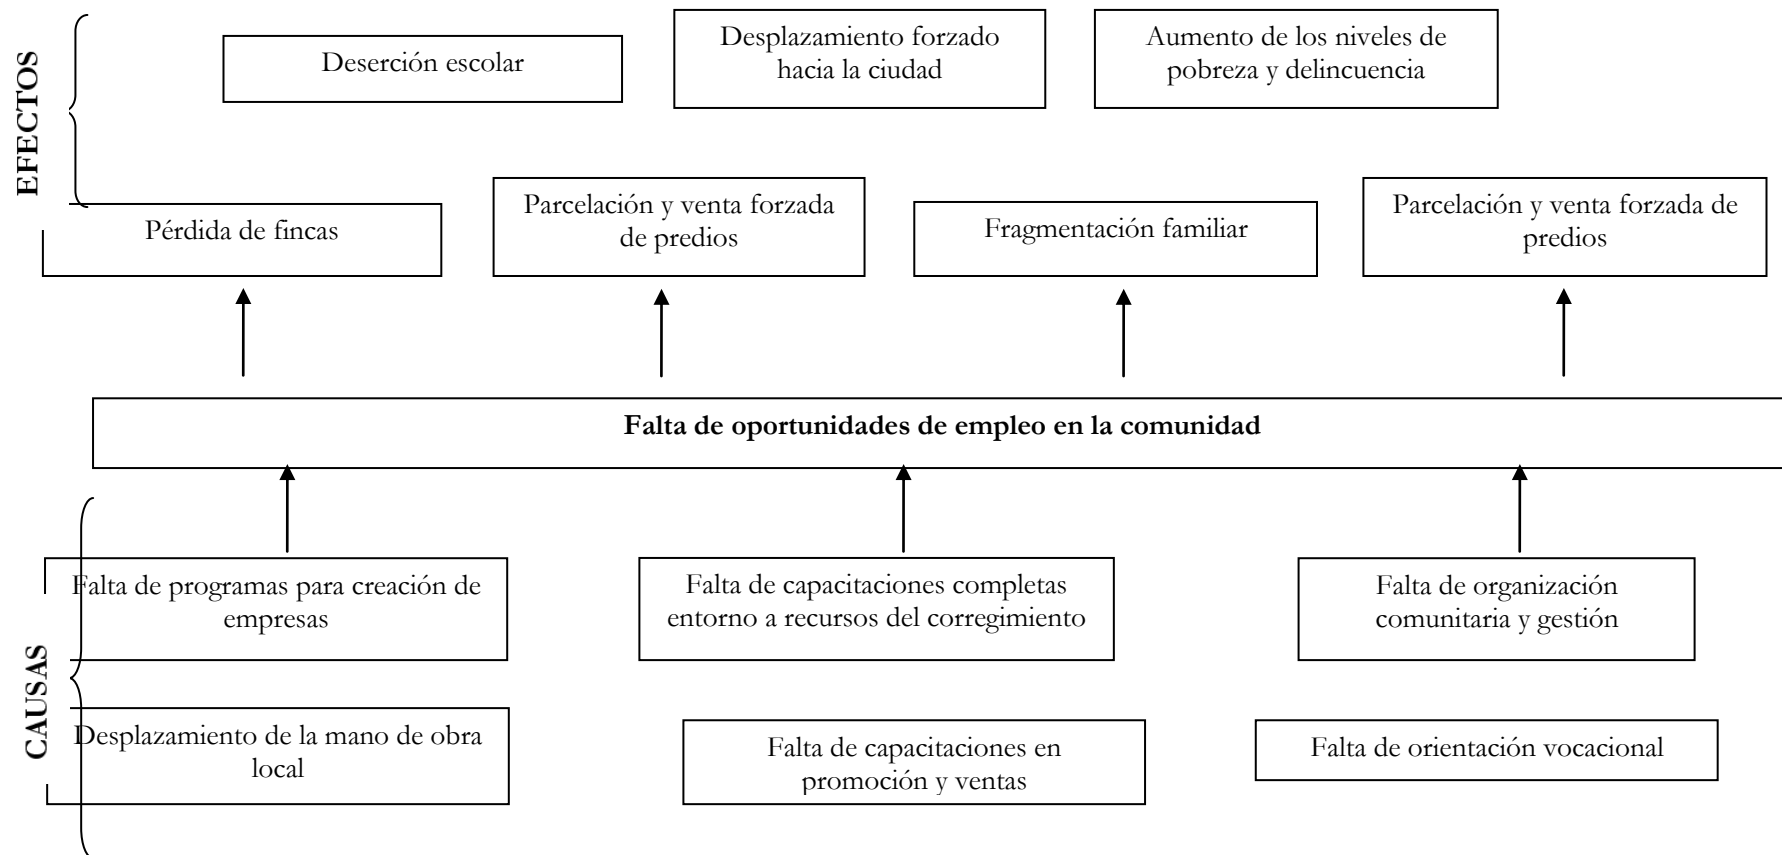 EFECTOS
Deserción escolar
Desplazamiento forzado
hacia la ciudad
Aumento de los niveles de
pobreza y delincuencia
Pérdida de fincas
Parcelación y venta forzada
de predios
Fragmentación familiar
Parcelación y venta forzada de
predios
Falta de oportunidades de empleo en la comunidad
CAUSAS
Falta de programas para creación de
empresas
Falta de capacitaciones completas
entorno a recursos del corregimiento
Falta de organización
comunitaria y gestión
Desplazamiento de la mano de obra
local
Falta de capacitaciones en
promoción y ventas
Falta de orientación vocacional